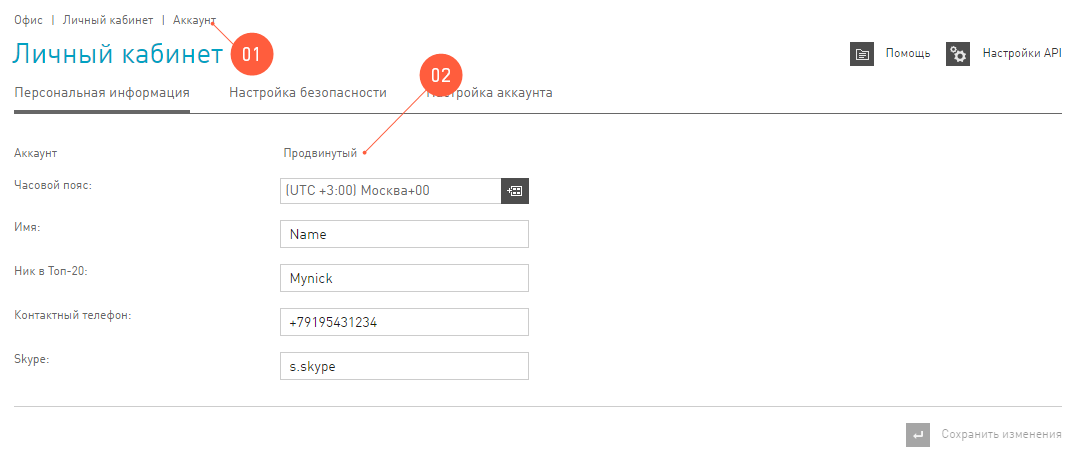 Офис | Личный кабинет | Аккаунт
Личный кабинет 01 Помощь Настройки API
02
Персональная информация Настройка безопасности Настройка аккаунта
Аккаунт Продвинутый
Часовой пояс: (UTC +3:00) Москва+00
Имя: Name
Ник в Топ-20: Mynick
Контактный телефон: +79195431234
Skype: s.skype
Сохранить изменения